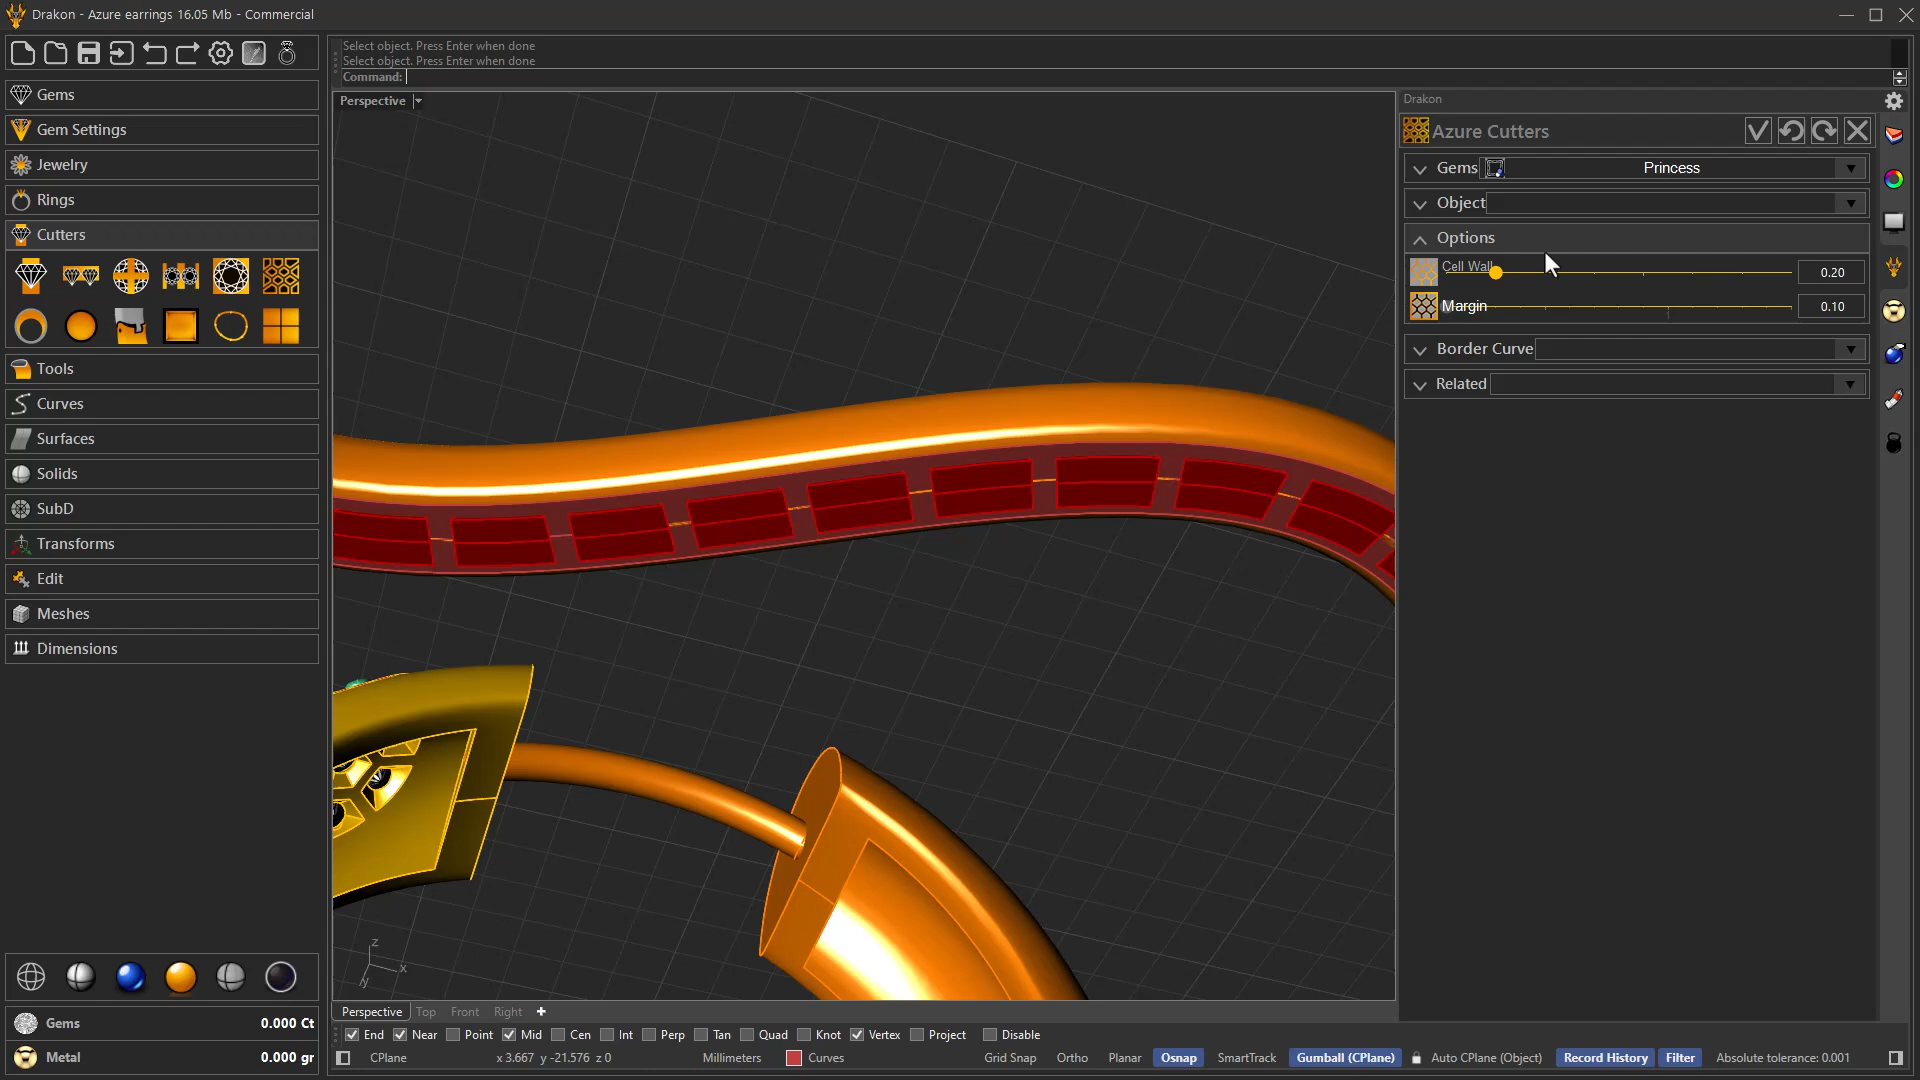 Drakon - Azure earrings 16.05 Mb - Commercial
Select object. Press Enter when done
Select object. Press Enter when done
Command:
Gems
Gem Settings
Jewelry
Rings
Cutters
Tools
Curves
Surfaces
Solids
SubD
Transforms
Edit
Meshes
Dimensions
Gems 0.000 Ct
Metal 0.000 gr
Perspective
z
x
y
Drakon
Azure Cutters
Gems Princess
Object
Options
Cell Wall 0.20
Margin 0.10
Border Curve
Related
Perspective Top Front Right
End Near Point Mid Cen Int Perp Tan Quad Knot Vertex Project Disable
CPlane x 3.667 y -21.576 z 0 Millimeters Curves Grid Snap Ortho Planar Osnap SmartTrack Gumball (CPlane) Auto CPlane (Object) Record History Filter Absolute tolerance: 0.001